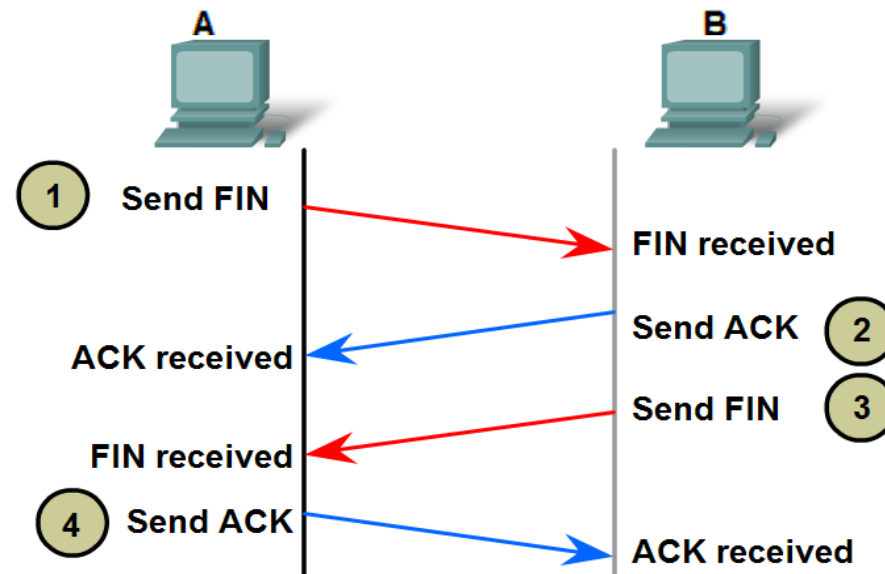 A
B
1
Send FIN
FIN received
Send ACK
2
ACK received
Send FIN
3
FIN received
4
Send ACK
ACK received